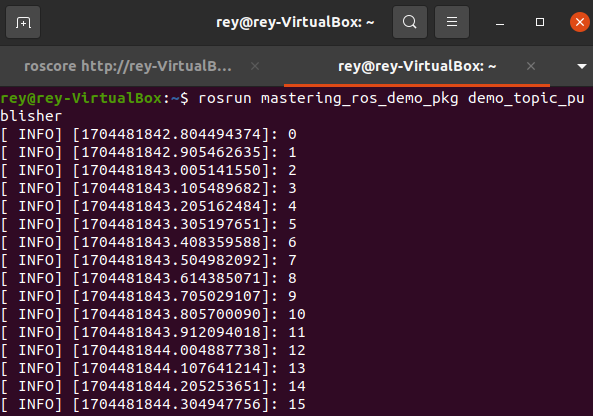 rey@rey-VirtualBox: ~
roscore http://rey-VirtualB...
rey@rey-VirtualBox: ~
rey@rey-VirtualBox:~$ rosrun mastering_ros_demo_pkg demo_topic_pu
blisher
[ INFO] [1704481842.804494374]: 0
[ INFO] [1704481842.905462635]: 1
[ INFO] [1704481843.005141550]: 2
[ INFO] [1704481843.105489682]: 3
[ INFO] [1704481843.205162484]: 4
[ INFO] [1704481843.305197651]: 5
[ INFO] [1704481843.408359588]: 6
[ INFO] [1704481843.504982092]: 7
[ INFO] [1704481843.614385071]: 8
[ INFO] [1704481843.705029107]: 9
[ INFO] [1704481843.805700090]: 10
[ INFO] [1704481843.912094018]: 11
[ INFO] [1704481844.004887738]: 12
[ INFO] [1704481844.107641214]: 13
[ INFO] [1704481844.205253651]: 14
[ INFO] [1704481844.304947756]: 15